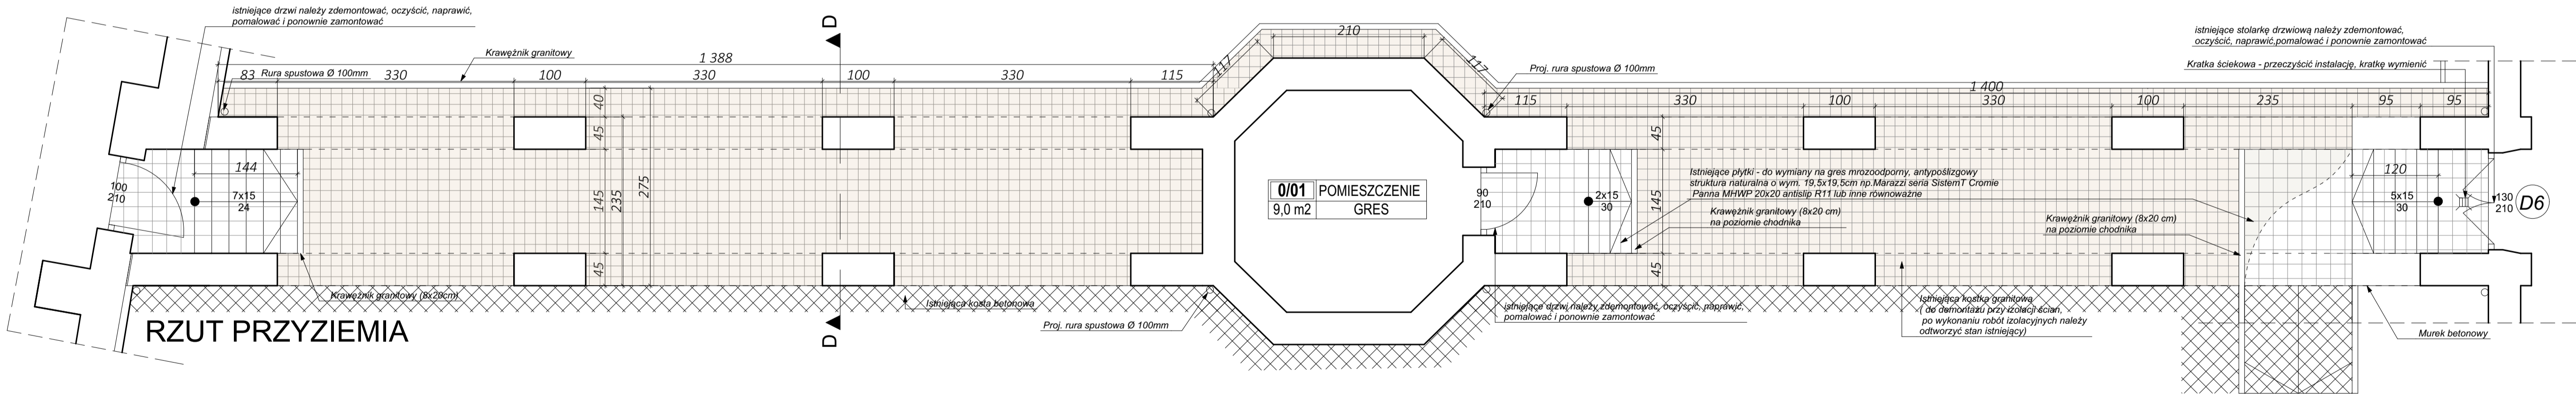 istniejące drzwi należy zdemontować, oczyścić, naprawić,
pomalować i ponownie zamontować
Krawężnik granitowy
Rura spustowa Ø 100mm
1 388
83
330
100
330
100
330
115
D
117
210
117
Proj. rura spustowa Ø 100mm
istniejące stolarkę drzwiową należy zdemontować,
oczyścić, naprawić,pomalować i ponownie zamontować
Kratka ściekowa - przeczyścić instalację, kratkę wymienić
1 400
115
330
100
330
100
235
95
95
40
45
145
45
235
275
100
210
144
7x15
24
0/01 POMIESZCZENIE
9,0 m2 GRES
90
210
2x15
30
45
145
45
Istniejące płytki - do wymiany na gres mrozoodporny, antypoślizgowy
struktura naturalna o wym. 19,5x19,5cm np.Marazzi seria SistemT Cromie
Panna MHWP 20x20 antislip R11 lub inne równoważne
Krawężnik granitowy (8x20 cm)
na poziomie chodnika
Krawężnik granitowy (8x20 cm)
na poziomie chodnika
120
5x15
30
130
210
D6
Krawężnik granitowy (8x20cm)
Istniejąca kosta betonowa
Proj. rura spustowa Ø 100mm
istniejące drzwi należy zdemontować, oczyścić, naprawić,
pomalować i ponownie zamontować
Istniejąca kostka granitowa
( do demontażu przy izolacji ścian,
po wykonaniu robót izolacyjnych należy
odtworzyć stan istniejący)
Murek betonowy
D
RZUT PRZYZIEMIA